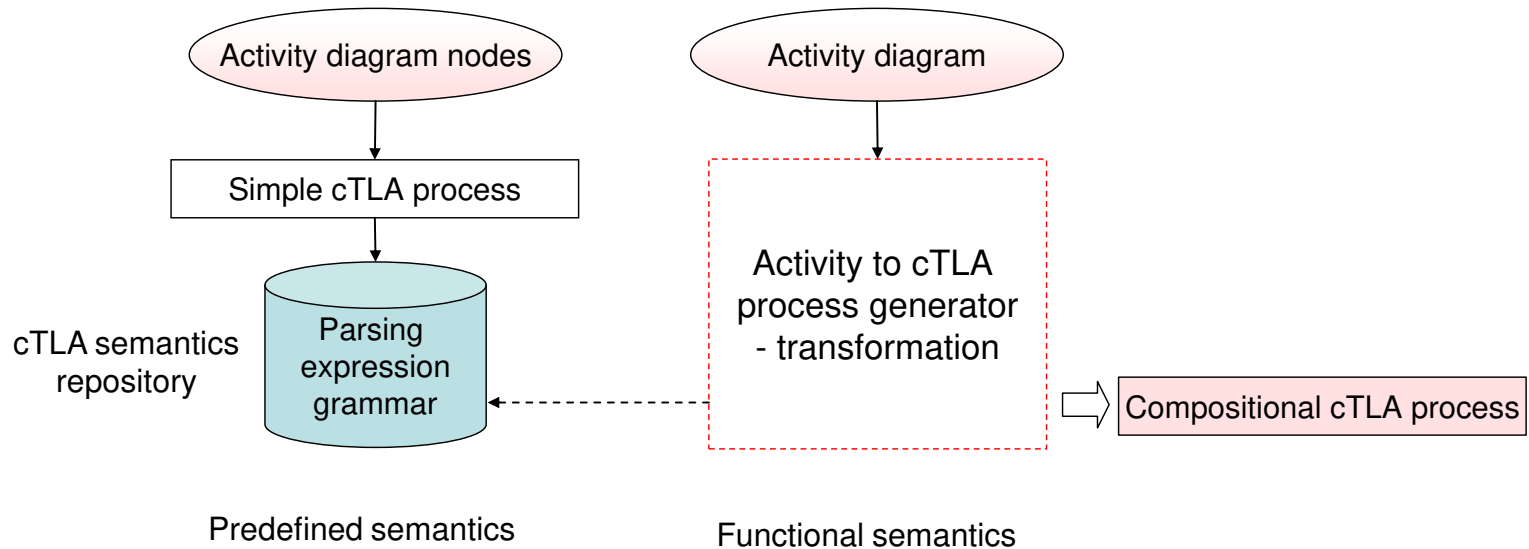 Activity diagram nodes
Activity diagram
Simple cTLA process
Activity to cTLA
process generator
- transformation
Parsing
expression
grammar
cTLA semantics
repository
Compositional cTLA process
Predefined semantics
Functional semantics